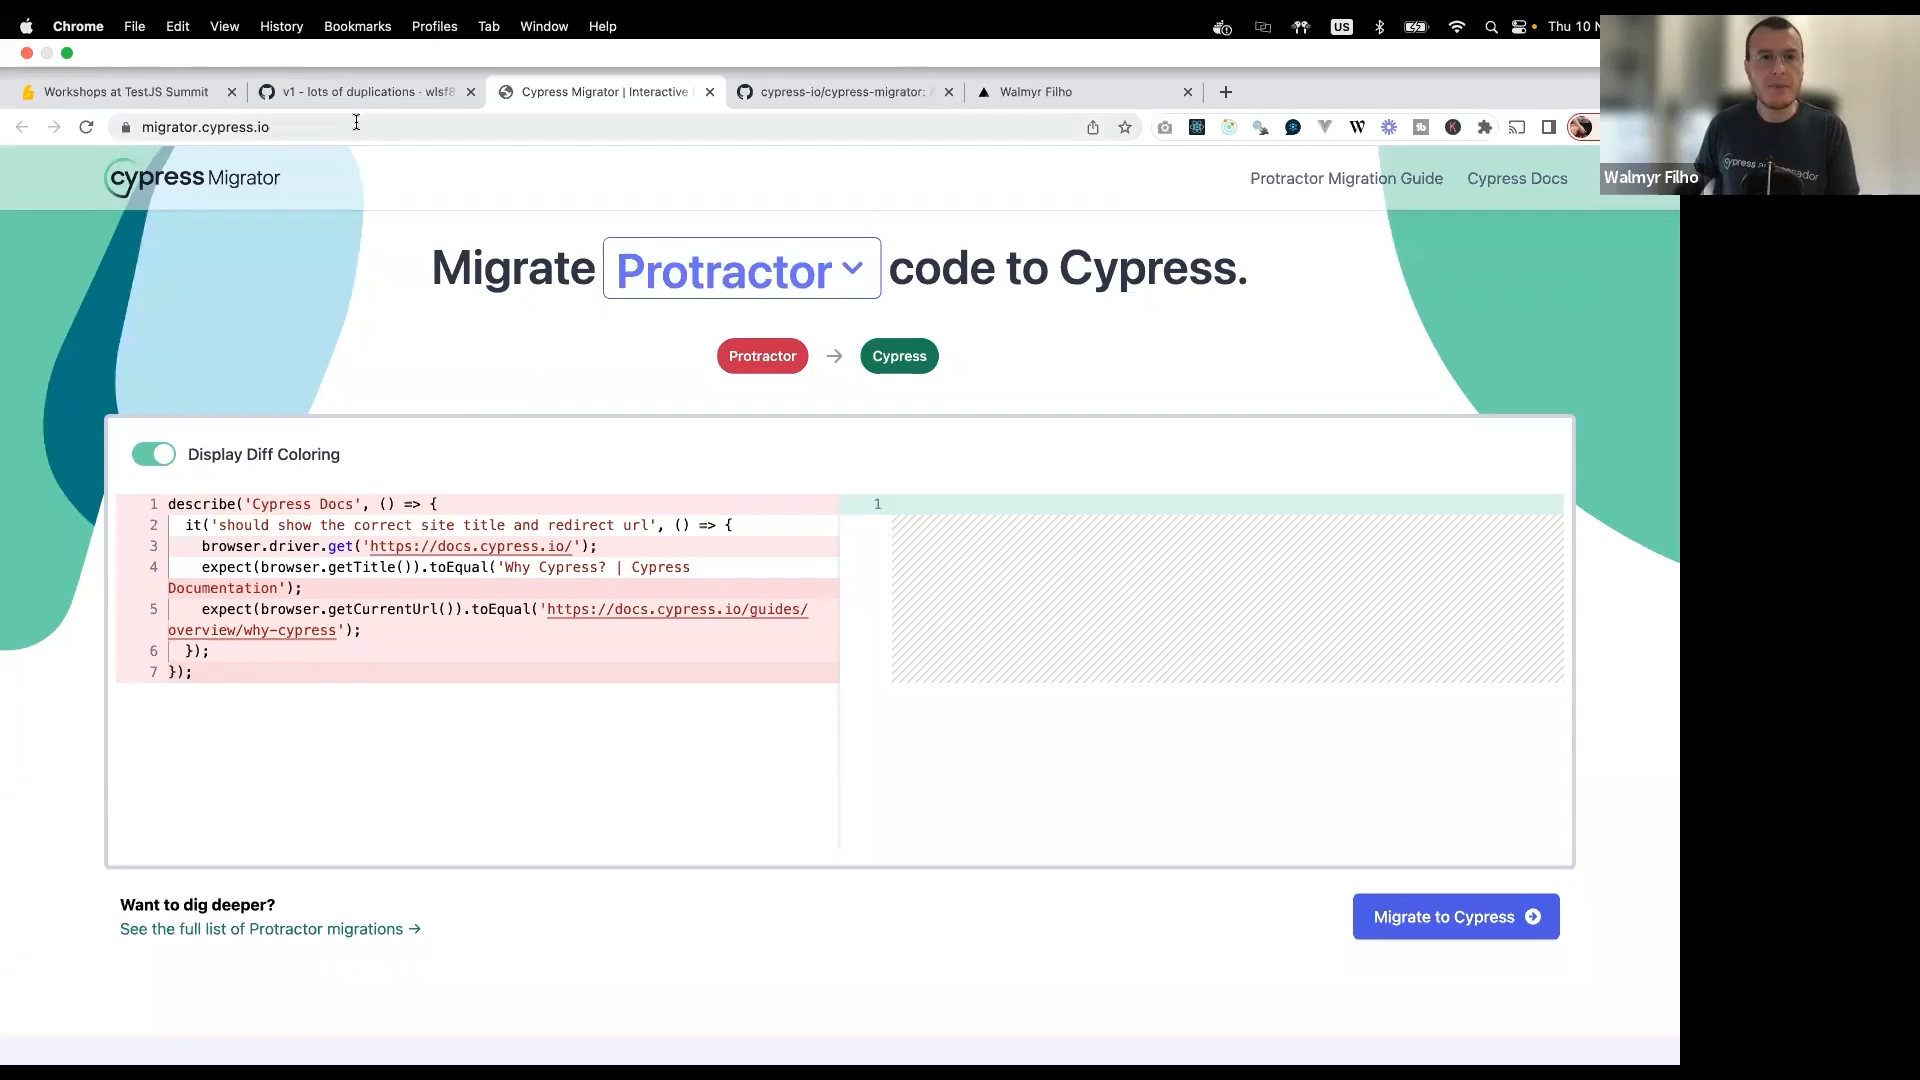 Chrome File Edit View History Bookmarks Profiles Tab Window Help US Thu 10 N
Workshops at TestJS Summit
v1 - lots of duplications · wlsf8
Cypress Migrator | Interactive
cypress-io/cypress-migrator:
Walmyr Filho
migrator.cypress.io
cypress Migrator
Protractor Migration Guide
Cypress Docs
Walmyr Filho
cypress
Migrate Protractor code to Cypress.
Protractor → Cypress
Display Diff Coloring
1 describe('Cypress Docs', () => {
2 it('should show the correct site title and redirect url', () => {
3 browser.driver.get('https://docs.cypress.io/');
4 expect(browser.getTitle()).toEqual('Why Cypress? | Cypress
Documentation');
5 expect(browser.getCurrentUrl()).toEqual('https://docs.cypress.io/guides/
overview/why-cypress');
6 });
7 });
1
Want to dig deeper?
See the full list of Protractor migrations →
Migrate to Cypress